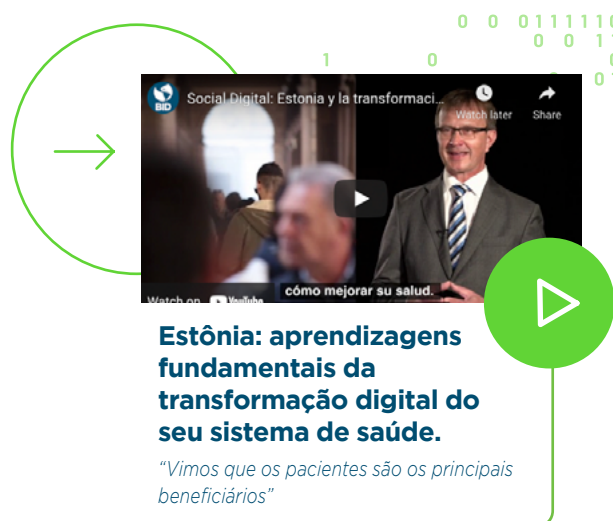 0 0 011111
0 0 1
1 0
0
BID
Social Digital: Estonia y la transformaci...
Watch later
Share
cómo mejorar su salud.
Watch on YouTube
Estônia: aprendizagens
fundamentais da
transformação digital do
seu sistema de saúde.
“Vimos que os pacientes são os principais
beneficiários”